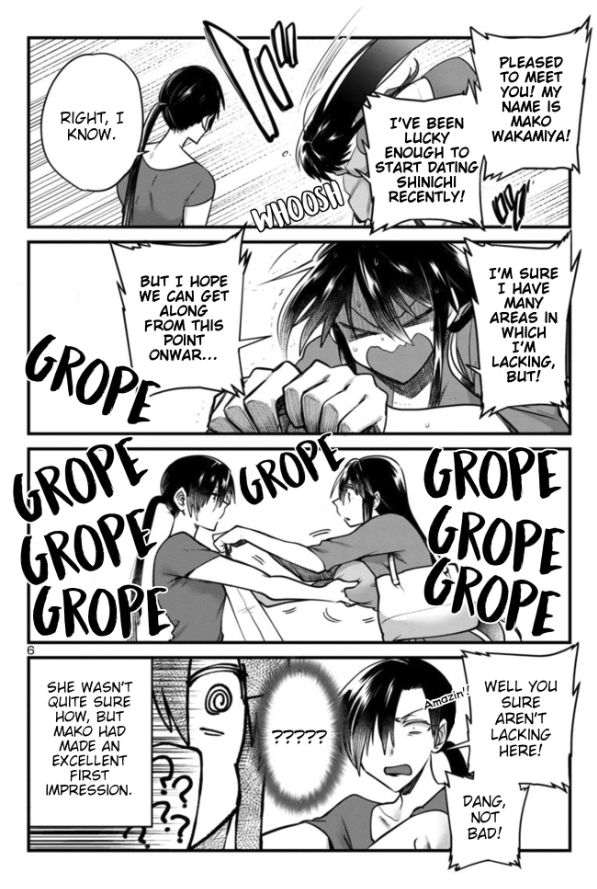 PLEASED
TO MEET
YOU! MY
NAME IS
MAKO
WAKAMIYA!
I'VE BEEN
LUCKY
ENOUGH TO
START DATING
SHINICHI
RECENTLY!
WHOOSH
RIGHT, I
KNOW.
I'M SURE
I HAVE
MANY
AREAS IN
WHICH
I'M
LACKING,
BUT!
BUT I HOPE
WE CAN GET
ALONG
FROM THIS
POINT
ONWAR...
GROPE
GROPE
GROPE
GROPE
GROPE
GROPE
GROPE
GROPE
6
WELL YOU
SURE
AREN'T
LACKING
HERE!
Amazin'!
DANG,
NOT
BAD!
?????
????
SHE WASN'T
QUITE SURE
HOW, BUT
MAKO HAD
MADE AN
EXCELLENT
FIRST
IMPRESSION.